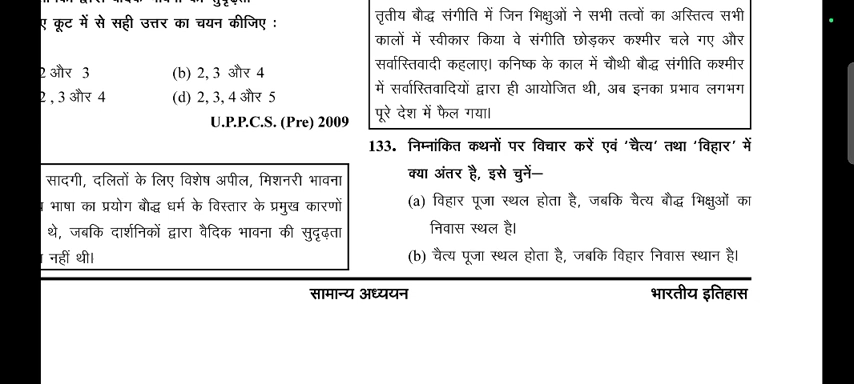 ए कूट में से सही उत्तर का चयन कीजिए :
2 और 3 (b) 2, 3 और 4
2 , 3 और 4 (d) 2, 3, 4 और 5
U.P.P.C.S. (Pre) 2009
सादगी, दलितों के लिए विशेष अपील, मिशनरी भावना
भाषा का प्रयोग बौद्ध धर्म के विस्तार के प्रमुख कारणों
थे, जबकि दार्शनिकों द्वारा वैदिक भावना की सुदृढ़ता
नहीं थी।
तृतीय बौद्ध संगीति में जिन भिक्षुओं ने सभी तत्वों का अस्तित्व सभी
कालों में स्वीकार किया वे संगीति छोड़कर कश्मीर चले गए और
सर्वास्तिवादी कहलाए। कनिष्क के काल में चौथी बौद्ध संगीति कश्मीर
में सर्वास्तिवादियों द्वारा ही आयोजित थी, अब इनका प्रभाव लगभग
पूरे देश में फैल गया।
133. निम्नांकित कथनों पर विचार करें एवं ‘चैत्य’ तथा ‘विहार’ में
क्या अंतर है, इसे चुनें—
(a) विहार पूजा स्थल होता है, जबकि चैत्य बौद्ध भिक्षुओं का
निवास स्थल है।
(b) चैत्य पूजा स्थल होता है, जबकि विहार निवास स्थान है।
सामान्य अध्ययन
भारतीय इतिहास